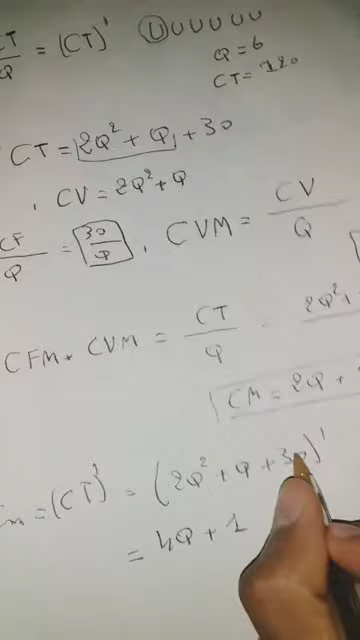 CT/Q = (CT)'
Q = 6
CT = 120
CT = 2Q² + Q + 30
CV = 2Q² + Q
CF/Q = 30/Q, CVM = CV/Q
CFM + CVM = CT/Q = 2Q² +
CM = 2Q +
m = (CT)' = (2Q² + Q + 30)'
= 4Q + 1